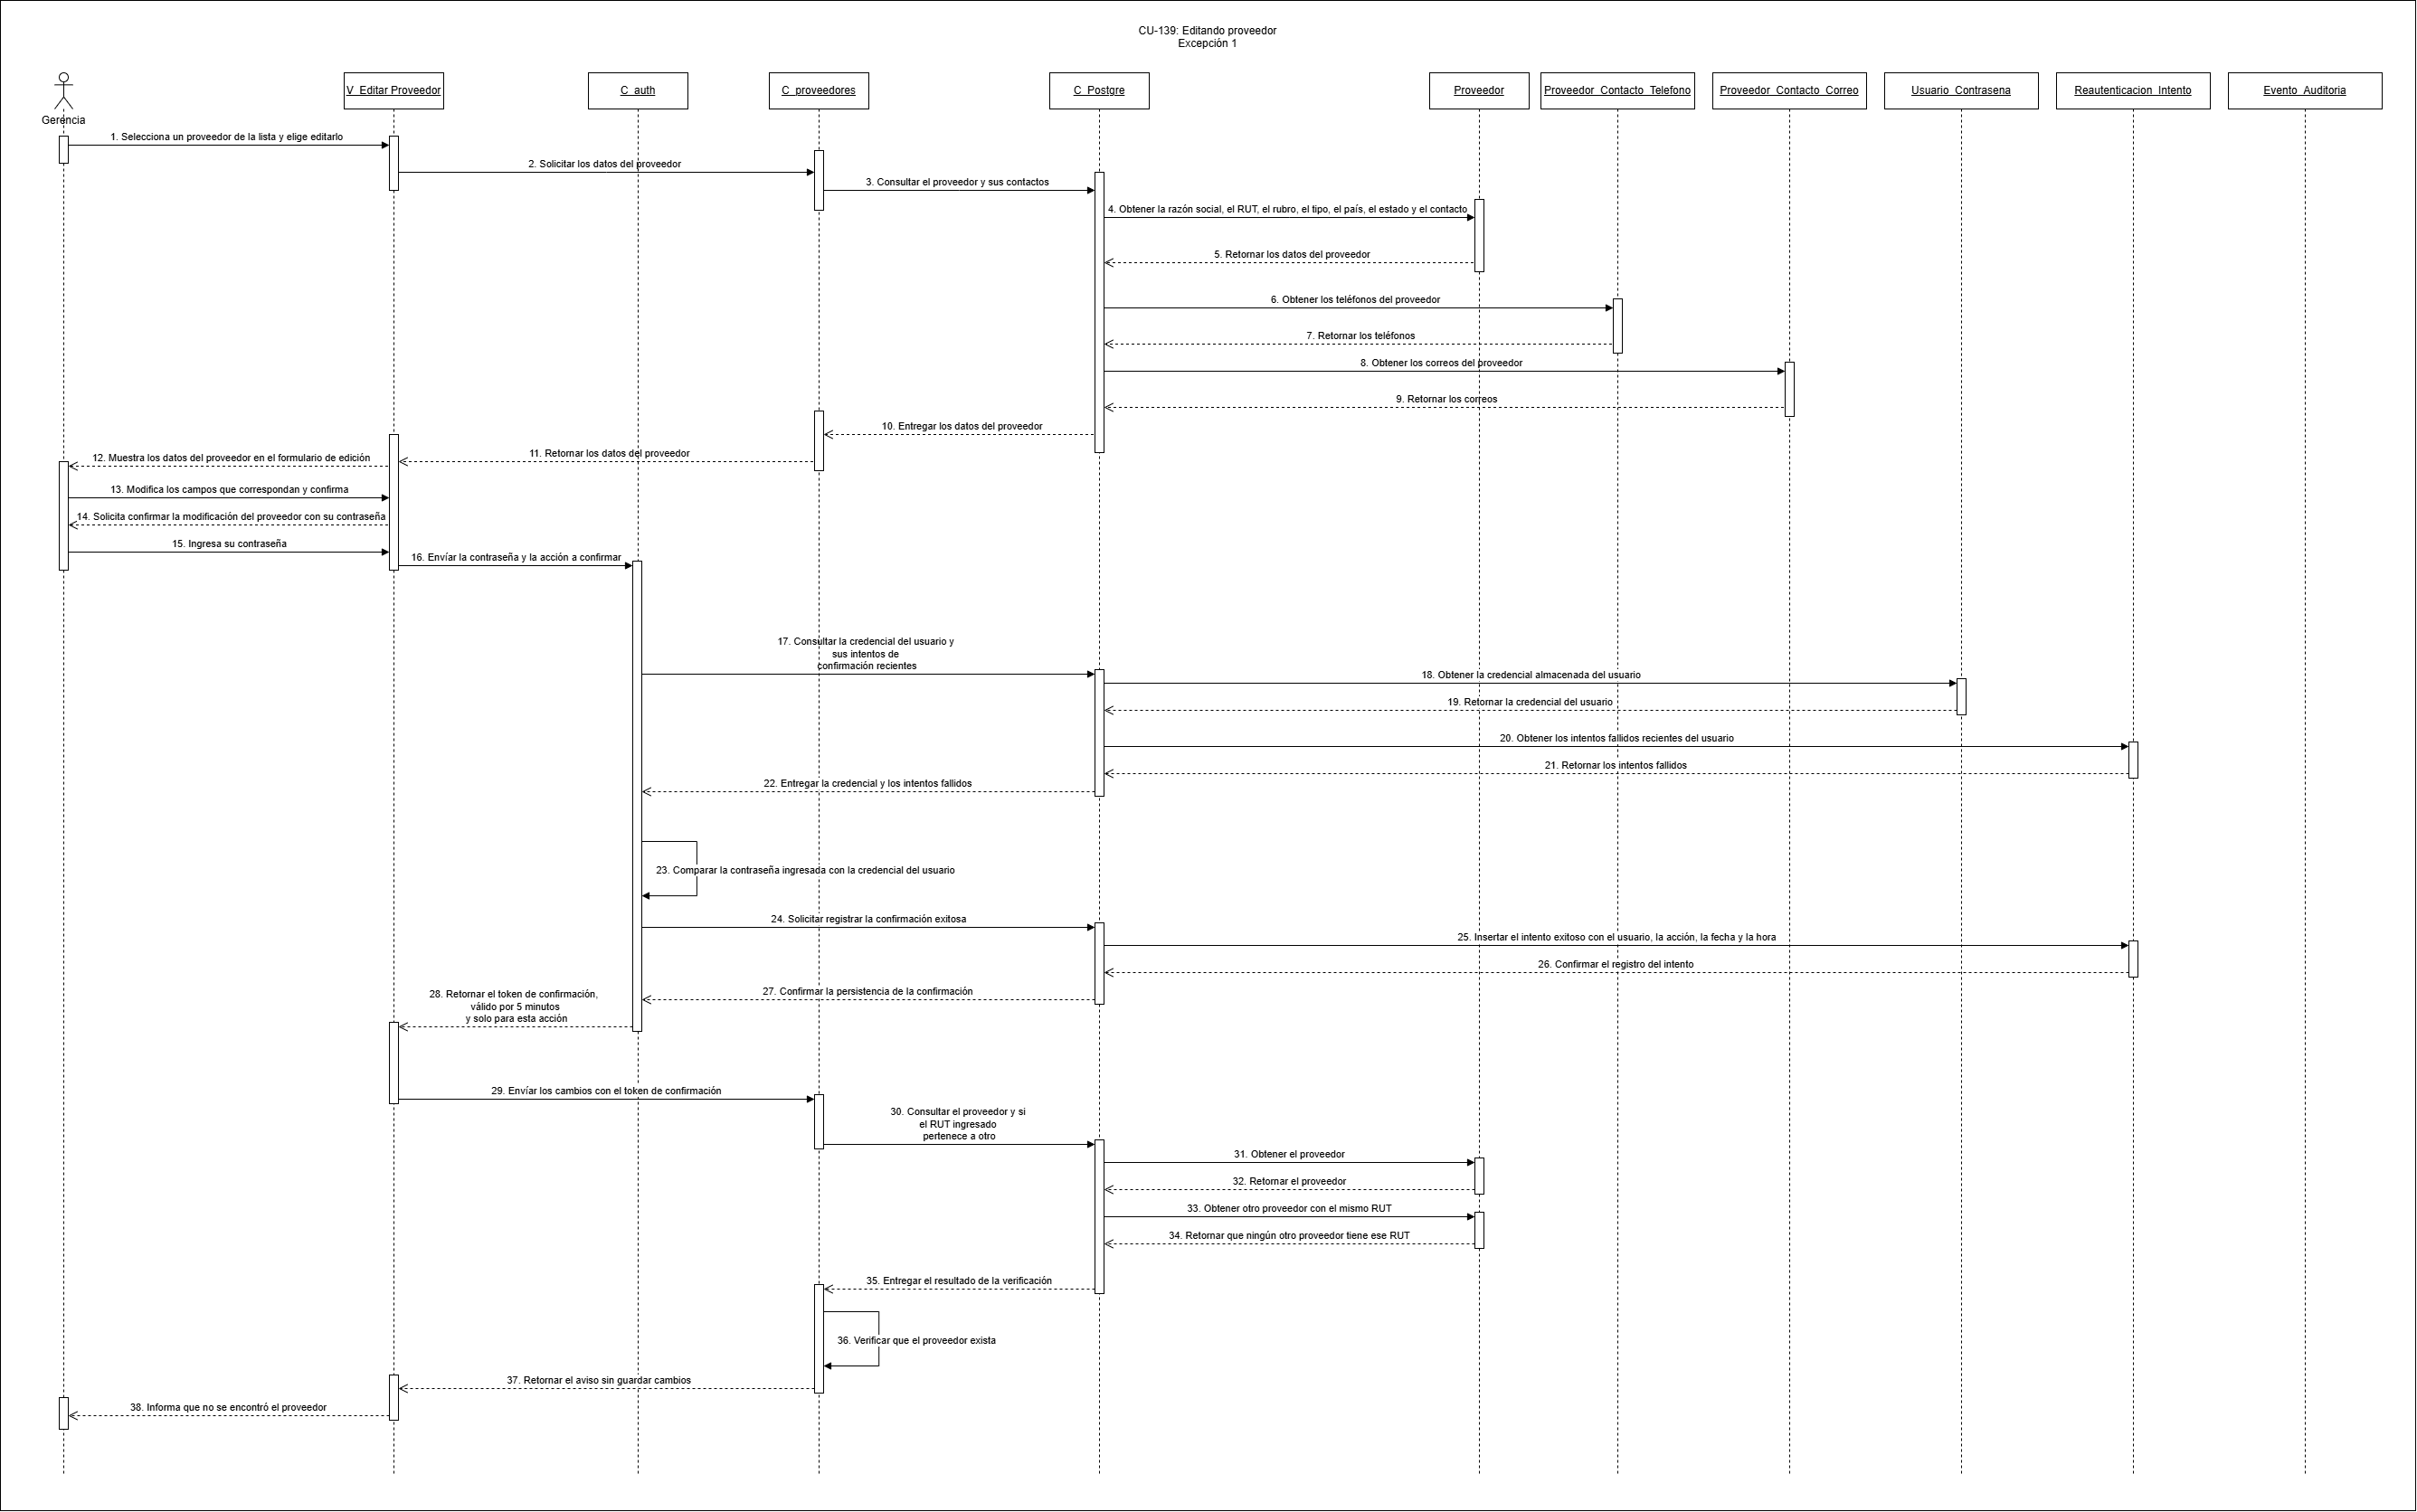 CU-139: Editando proveedor
Excepción 1
Gerencia
V_Editar Proveedor
C_auth
C_proveedores
C_Postgre
Proveedor
Proveedor_Contacto_Telefono
Proveedor_Contacto_Correo
Usuario_Contrasena
Reautenticacion_Intento
Evento_Auditoria
1. Selecciona un proveedor de la lista y elige editarlo
2. Solicitar los datos del proveedor
3. Consultar el proveedor y sus contactos
4. Obtener la razón social, el RUT, el rubro, el tipo, el país, el estado y el contacto
5. Retornar los datos del proveedor
6. Obtener los teléfonos del proveedor
7. Retornar los teléfonos
8. Obtener los correos del proveedor
9. Retornar los correos
10. Entregar los datos del proveedor
11. Retornar los datos del proveedor
12. Muestra los datos del proveedor en el formulario de edición
13. Modifica los campos que correspondan y confirma
14. Solicita confirmar la modificación del proveedor con su contraseña
15. Ingresa su contraseña
16. Envíar la contraseña y la acción a confirmar
17. Consultar la credencial del usuario y
sus intentos de
confirmación recientes
18. Obtener la credencial almacenada del usuario
19. Retornar la credencial del usuario
20. Obtener los intentos fallidos recientes del usuario
21. Retornar los intentos fallidos
22. Entregar la credencial y los intentos fallidos
23. Comparar la contraseña ingresada con la credencial del usuario
24. Solicitar registrar la confirmación exitosa
25. Insertar el intento exitoso con el usuario, la acción, la fecha y la hora
26. Confirmar el registro del intento
27. Confirmar la persistencia de la confirmación
28. Retornar el token de confirmación,
válido por 5 minutos
y solo para esta acción
29. Envíar los cambios con el token de confirmación
30. Consultar el proveedor y si
el RUT ingresado
pertenece a otro
31. Obtener el proveedor
32. Retornar el proveedor
33. Obtener otro proveedor con el mismo RUT
34. Retornar que ningún otro proveedor tiene ese RUT
35. Entregar el resultado de la verificación
36. Verificar que el proveedor exista
37. Retornar el aviso sin guardar cambios
38. Informa que no se encontró el proveedor